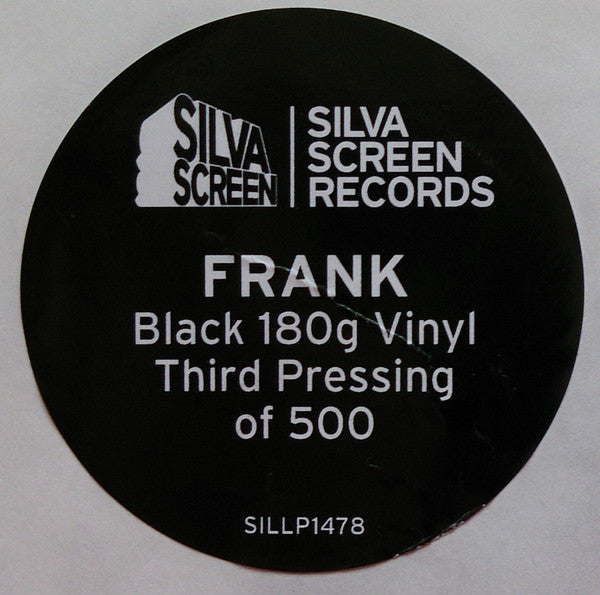 SILVA
SCREEN
SILVA
SCREEN
RECORDS
FRANK
Black 180g Vinyl
Third Pressing
of 500
SILLP1478